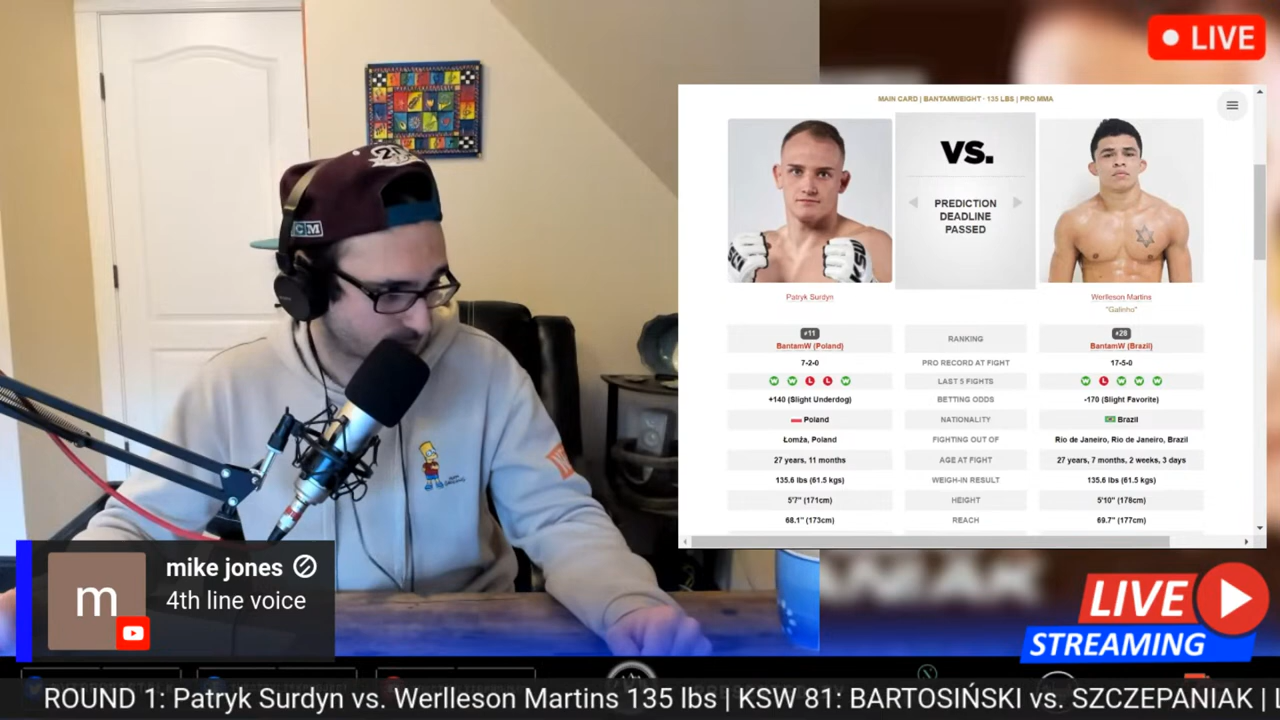 LIVE
MAIN CARD | BANTAMWEIGHT · 135 LBS | PRO MMA
VS.
PREDICTION
DEADLINE
PASSED
Patryk Surdyn
Werlleson Martins
"Galinho"
#11
BantamW (Poland)
RANKING
#28
BantamW (Brazil)
7-2-0
PRO RECORD AT FIGHT
17-5-0
W W L L W
LAST 5 FIGHTS
W L W W W
+140 (Slight Underdog)
BETTING ODDS
-170 (Slight Favorite)
Poland
NATIONALITY
Brazil
Łomża, Poland
FIGHTING OUT OF
Rio de Janeiro, Rio de Janeiro, Brazil
27 years, 11 months
AGE AT FIGHT
27 years, 7 months, 2 weeks, 3 days
135.6 lbs (61.5 kgs)
WEIGH-IN RESULT
135.6 lbs (61.5 kgs)
5'7" (171cm)
HEIGHT
5'10" (178cm)
68.1" (173cm)
REACH
69.7" (177cm)
m
mike jones
4th line voice
LIVE
STREAMING
ROUND 1: Patryk Surdyn vs. Werlleson Martins 135 lbs | KSW 81: BARTOSIŃSKI vs. SZCZEPANIAK |